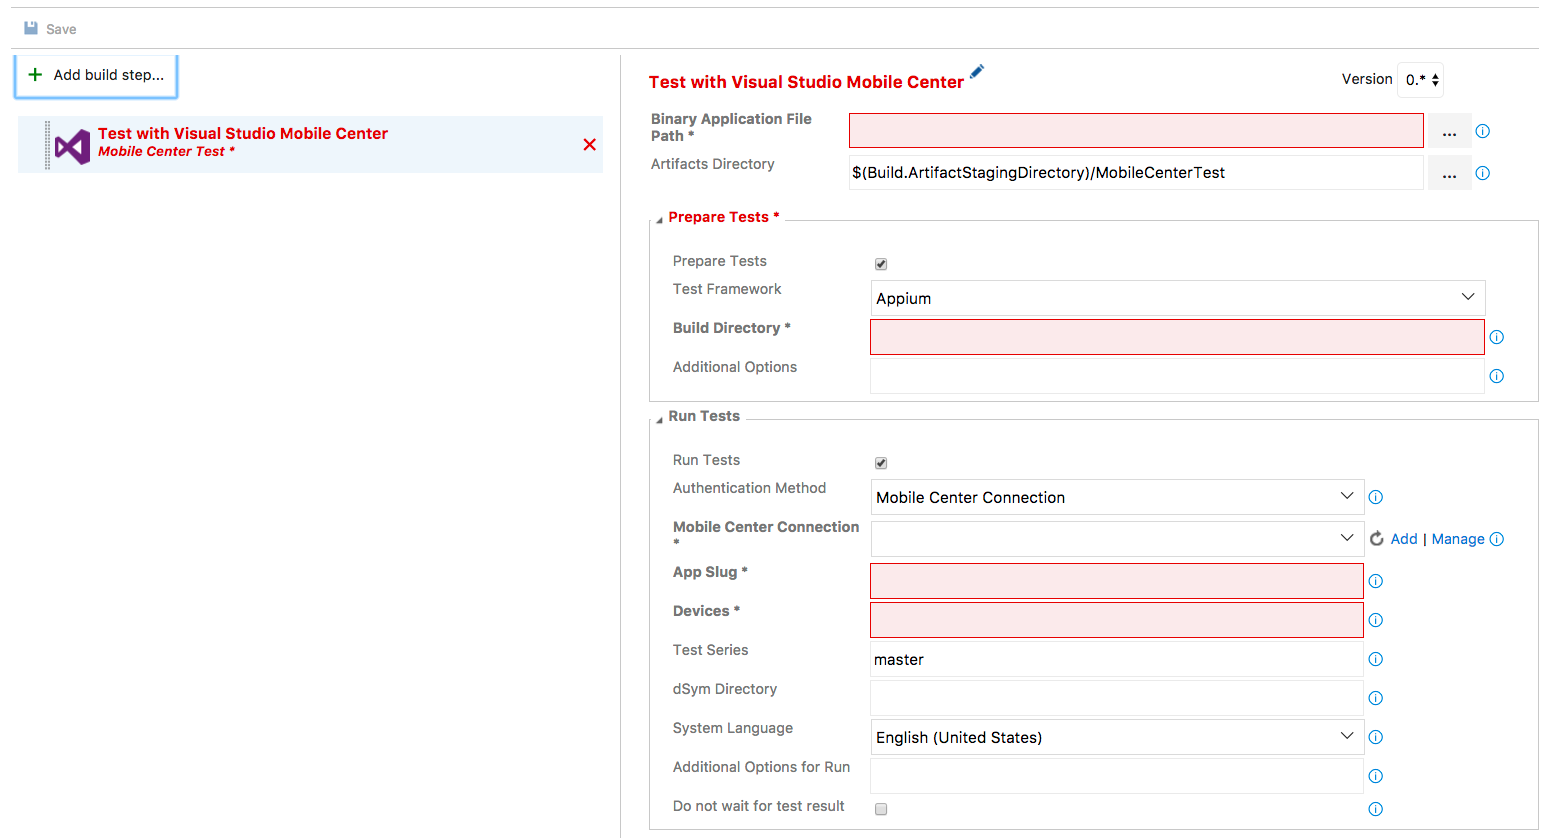 Save
Add build step...
Test with Visual Studio Mobile Center
Mobile Center Test *
Test with Visual Studio Mobile Center
Version 0.*
Binary Application File
Path *
...
Artifacts Directory
$(Build.ArtifactStagingDirectory)/MobileCenterTest
...
Prepare Tests *
Prepare Tests
Test Framework
Appium
Build Directory *
Additional Options
Run Tests
Run Tests
Authentication Method
Mobile Center Connection
Mobile Center Connection
*
Add | Manage
App Slug *
Devices *
Test Series
master
dSym Directory
System Language
English (United States)
Additional Options for Run
Do not wait for test result